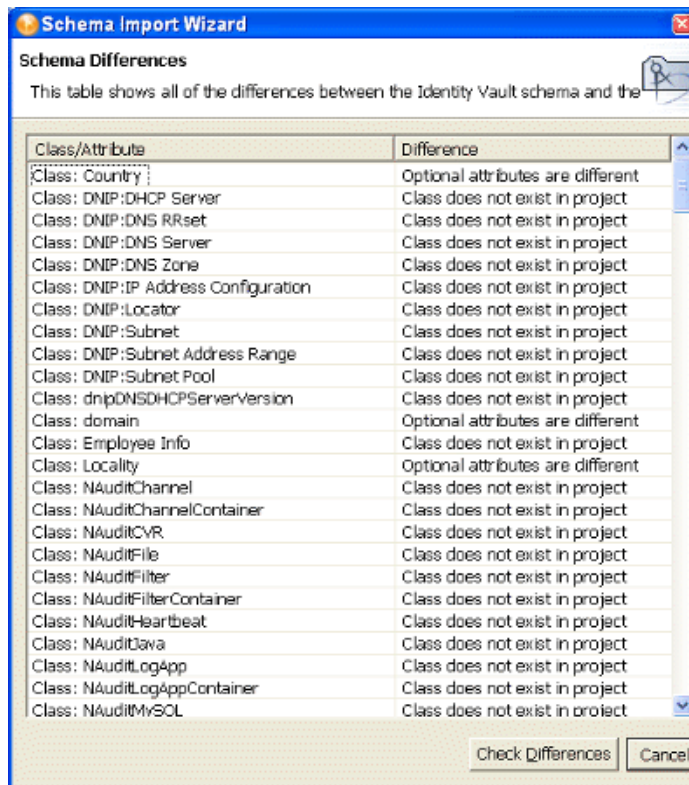 Schema Import Wizard
Schema Differences
This table shows all of the differences between the Identity Vault schema and the
Class/Attribute Difference
Class: Country Optional attributes are different
Class: DNIP:DHCP Server Class does not exist in project
Class: DNIP:DNS RRset Class does not exist in project
Class: DNIP:DNS Server Class does not exist in project
Class: DNIP:DNS Zone Class does not exist in project
Class: DNIP:IP Address Configuration Class does not exist in project
Class: DNIP:Locator Class does not exist in project
Class: DNIP:Subnet Class does not exist in project
Class: DNIP:Subnet Address Range Class does not exist in project
Class: DNIP:Subnet Pool Class does not exist in project
Class: dnipDNSDHCPServerVersion Class does not exist in project
Class: domain Optional attributes are different
Class: Employee Info Class does not exist in project
Class: Locality Optional attributes are different
Class: NAuditChannel Class does not exist in project
Class: NAuditChannelContainer Class does not exist in project
Class: NAuditCVR Class does not exist in project
Class: NAuditFile Class does not exist in project
Class: NAuditFilter Class does not exist in project
Class: NAuditFilterContainer Class does not exist in project
Class: NAuditHeartbeat Class does not exist in project
Class: NAuditJava Class does not exist in project
Class: NAuditLogApp Class does not exist in project
Class: NAuditLogAppContainer Class does not exist in project
Class: NAuditMySQL Class does not exist in project
Check Differences Cancel